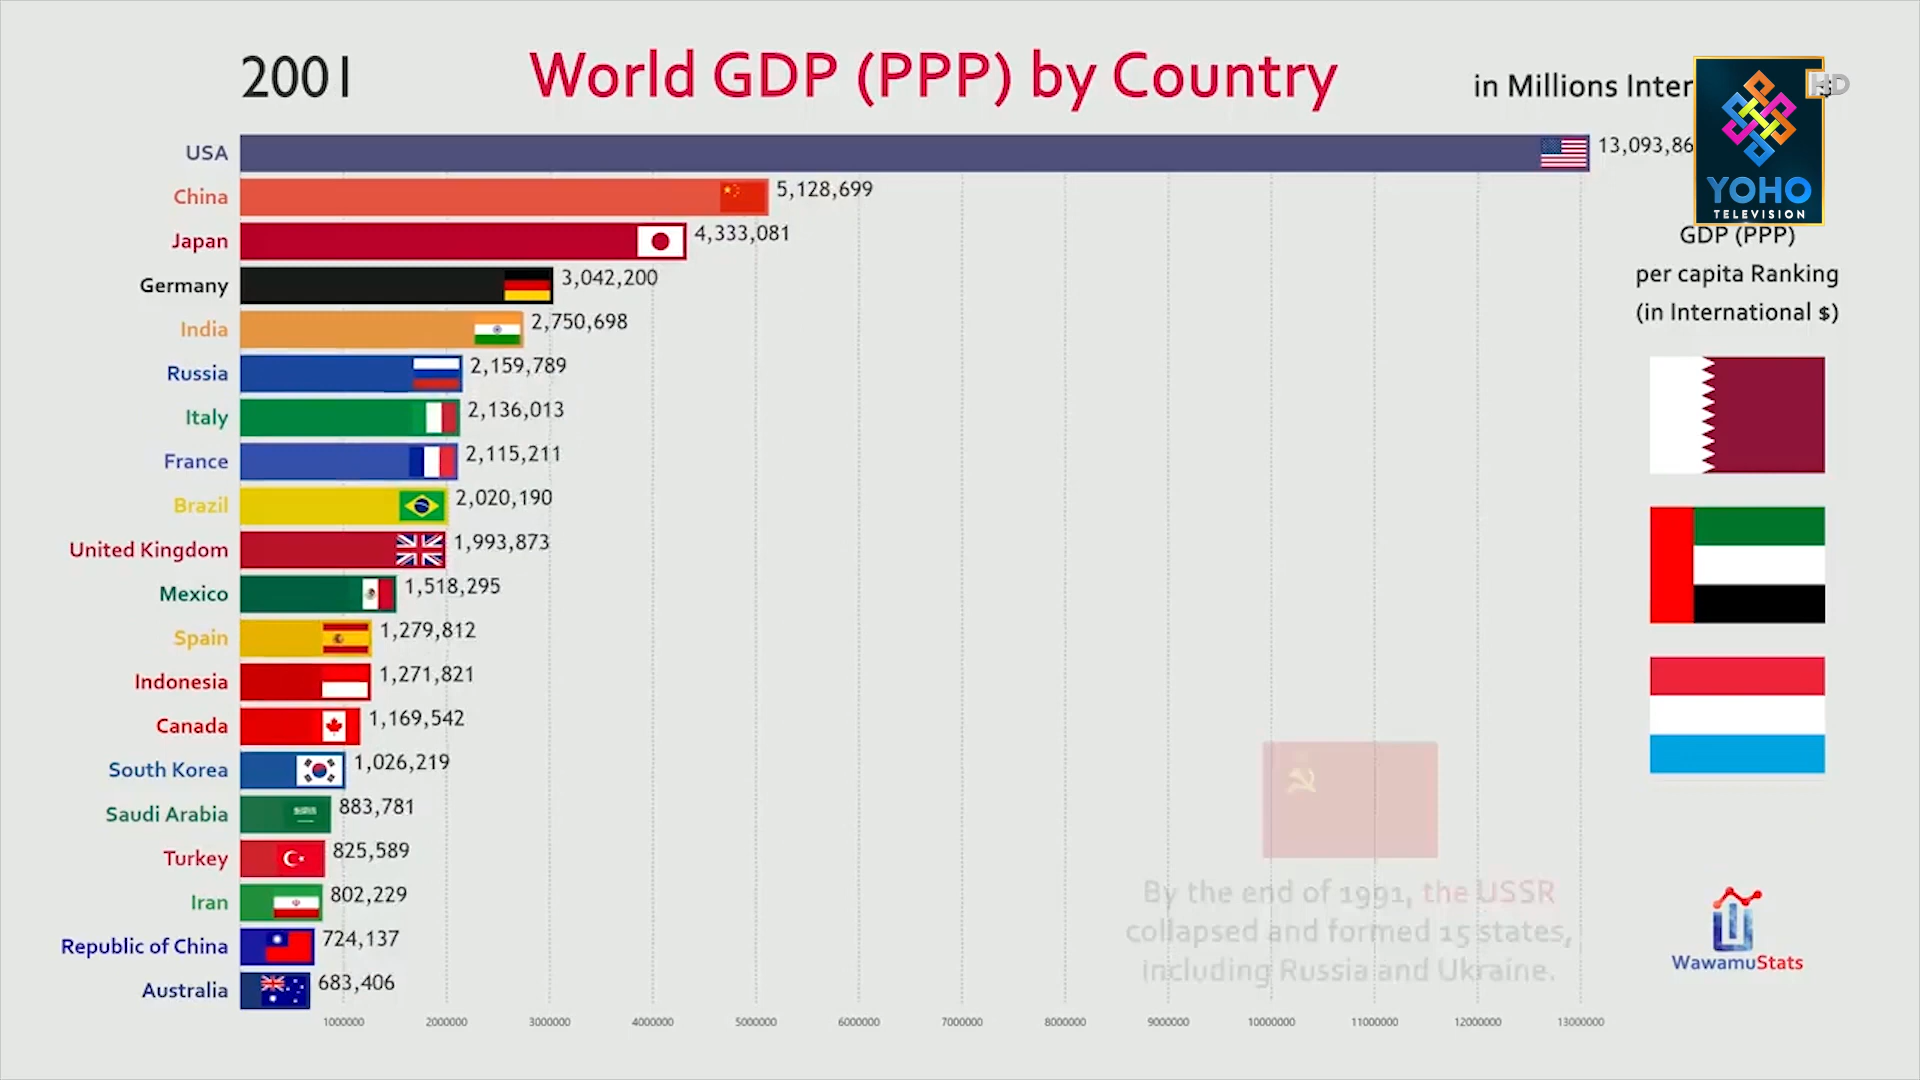 2001
World GDP (PPP) by Country
in Millions
HD
YOHO
TELEVISION
USA
China 5,128,699
Japan 4,333,081
Germany 3,042,200
India 2,750,698
Russia 2,159,789
Italy 2,136,013
France 2,115,211
Brazil 2,020,190
United Kingdom 1,993,873
Mexico 1,518,295
Spain 1,279,812
Indonesia 1,271,821
Canada 1,169,542
South Korea 1,026,219
Saudi Arabia 883,781
Turkey 825,589
Iran 802,229
Republic of China 724,137
Australia 683,406
1000000 2000000 3000000 4000000 5000000 6000000 7000000 8000000 9000000 10000000 11000000 12000000 13000000
GDP (PPP)
per capita Ranking
(in International $)
By the end of 1991, the USSR
collapsed and formed 15 states,
including Russia and Ukraine.
WawamuStats